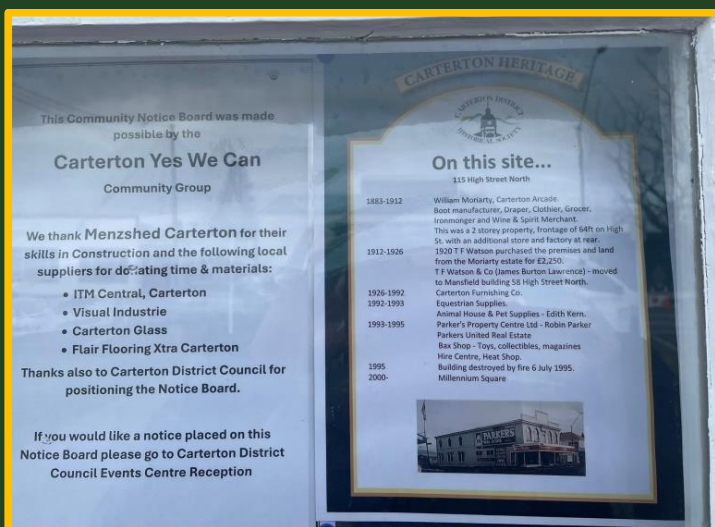 This Community Notice Board was made
possible by the
Carterton Yes We Can
Community Group
We thank Menzshed Carterton for their
skills in Construction and the following local
suppliers for donating time & materials:
• ITM Central, Carterton
• Visual Industrie
• Carterton Glass
• Flair Flooring Xtra Carterton
Thanks also to Carterton District Council for
positioning the Notice Board.
If you would like a notice placed on this
Notice Board please go to Carterton District
Council Events Centre Reception
CARTERTON HERITAGE
CARTERTON DISTRICT
HISTORICAL SOCIETY
On this site...
115 High Street North
1883-1912 William Moriarty, Carterton Arcade.
Boot manufacturer, Draper, Clothier, Grocer,
Ironmonger and Wine & Spirit Merchant.
This was a 2 storey property, frontage of 64ft on High
St. with an additional store and factory at rear.
1912-1926 1920 T F Watson purchased the premises and land
from the Moriarty estate for £2,250.
T F Watson & Co (James Burton Lawrence) - moved
to Mansfield building 58 High Street North.
1926-1992 Carterton Furnishing Co.
1992-1993 Equestrian Supplies.
Animal House & Pet Supplies - Edith Kern.
1993-1995 Parker's Property Centre Ltd - Robin Parker
Parkers United Real Estate
Bax Shop - Toys, collectibles, magazines
Hire Centre, Heat Shop.
1995 Building destroyed by fire 6 July 1995.
2000- Millennium Square
PARKERS